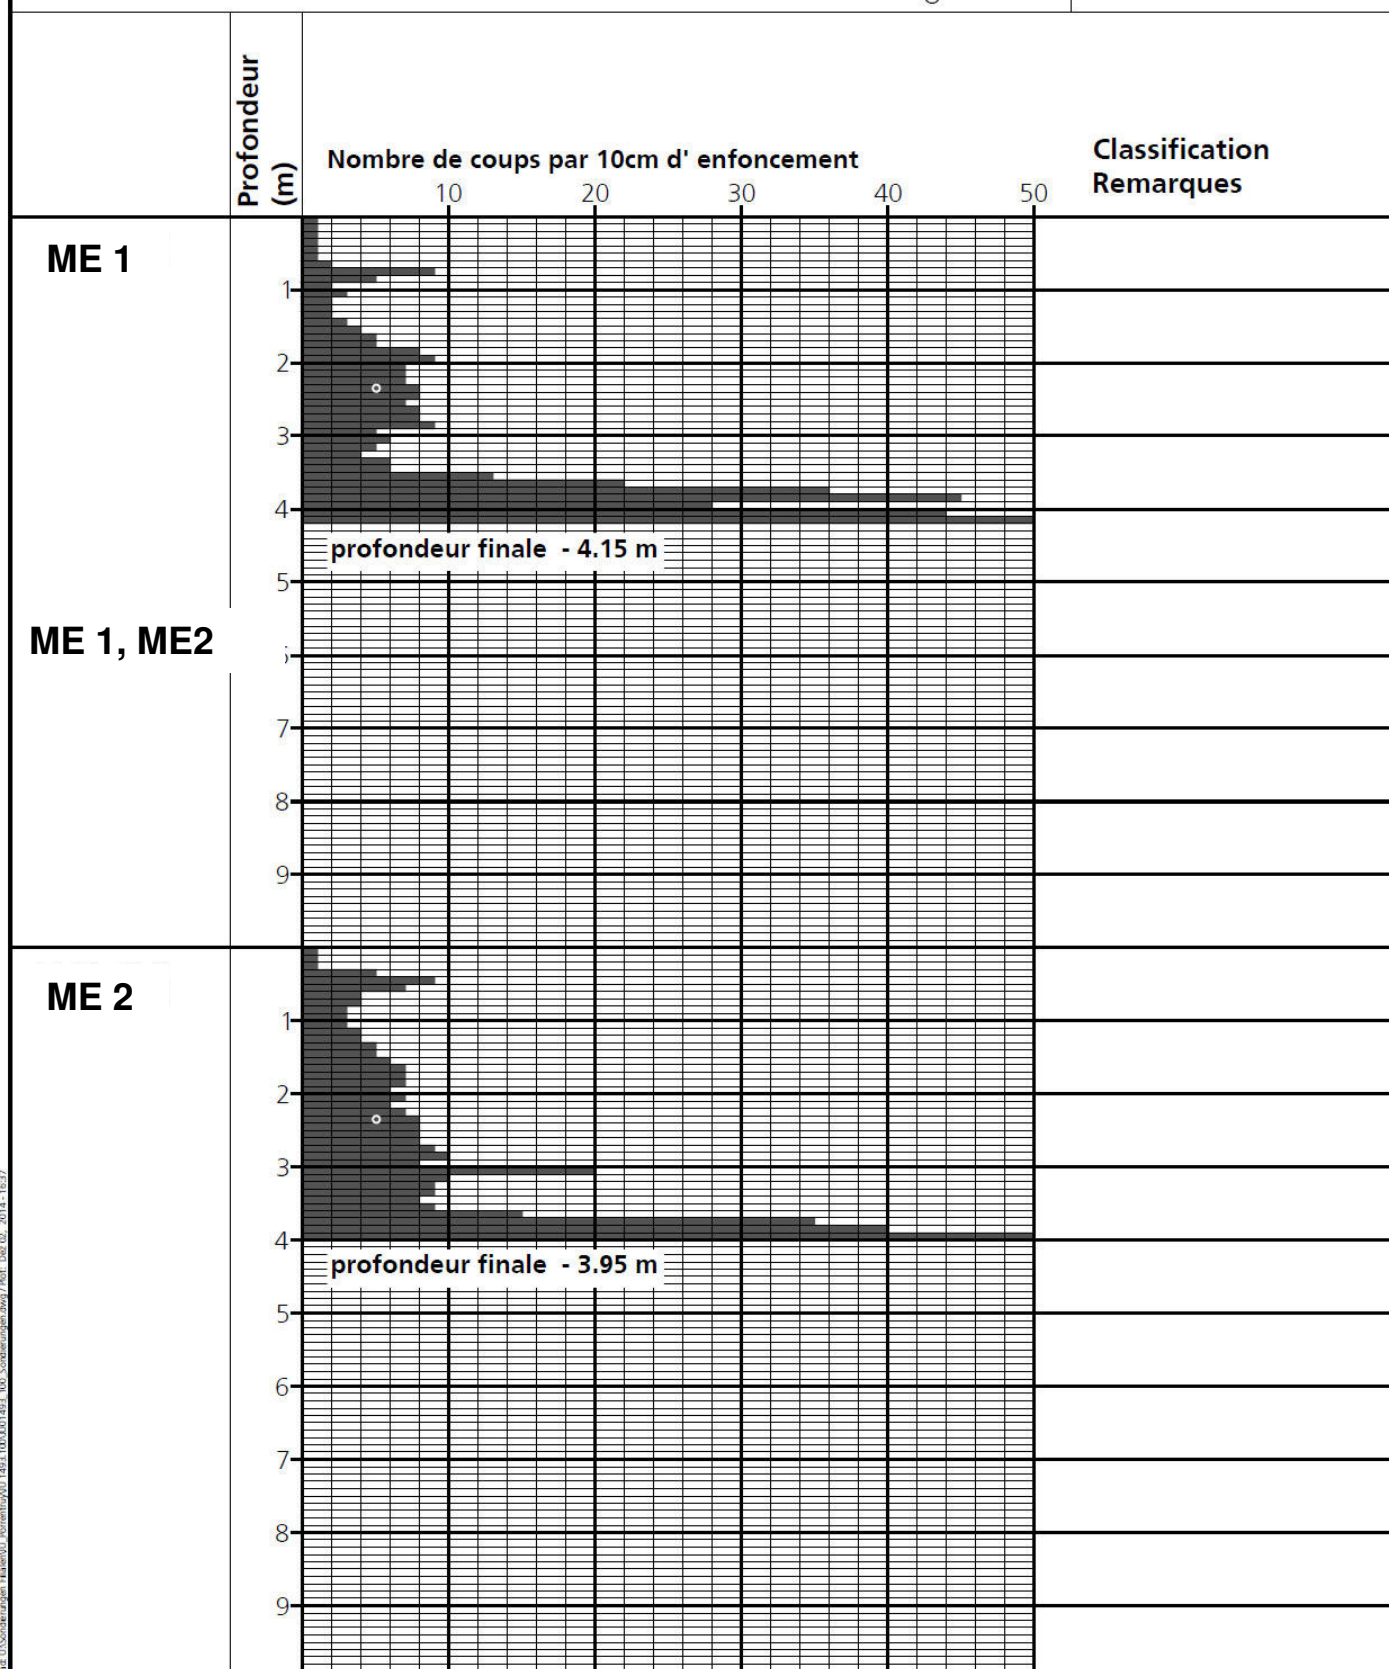 Profondeur
(m)
Nombre de coups par 10cm d' enfoncement
Classification
Remarques
10 20 30 40 50
ME 1
1
2
3
4
profondeur finale - 4.15 m
5
ME 1, ME2
7
8
9
ME 2
1
2
3
4
profondeur finale - 3.95 m
5
6
7
8
9